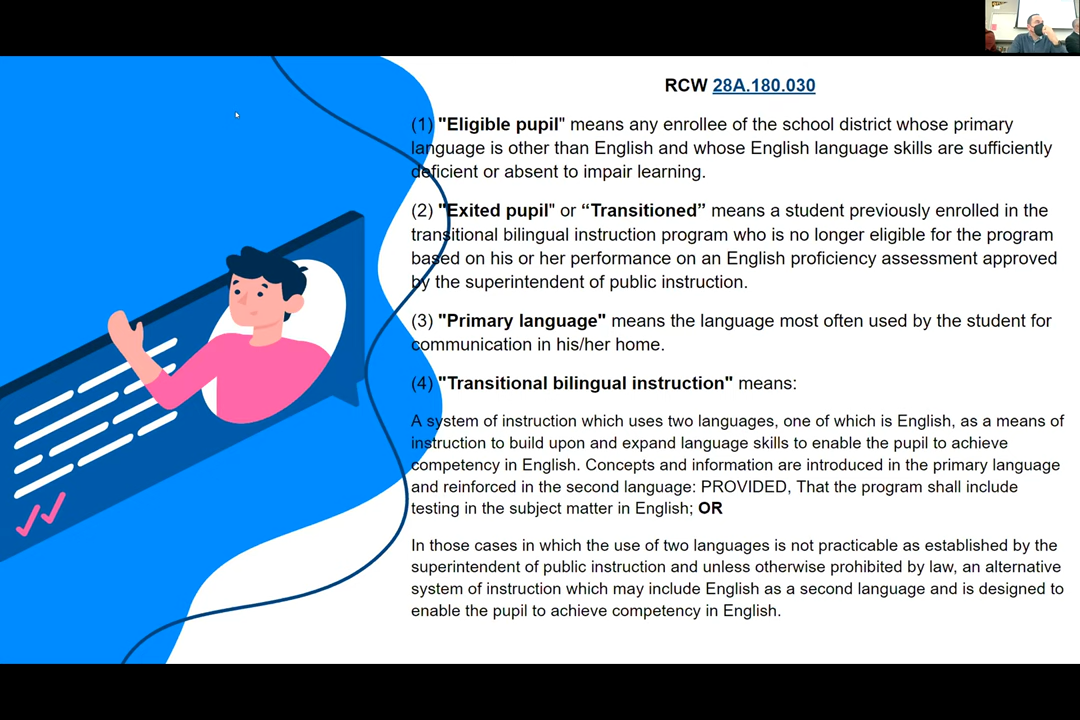 RCW 28A.180.030
(1) "Eligible pupil" means any enrollee of the school district whose primary
language is other than English and whose English language skills are sufficiently
deficient or absent to impair learning.
(2) "Exited pupil" or “Transitioned” means a student previously enrolled in the
transitional bilingual instruction program who is no longer eligible for the program
based on his or her performance on an English proficiency assessment approved
by the superintendent of public instruction.
(3) "Primary language" means the language most often used by the student for
communication in his/her home.
(4) "Transitional bilingual instruction" means:
A system of instruction which uses two languages, one of which is English, as a means of
instruction to build upon and expand language skills to enable the pupil to achieve
competency in English. Concepts and information are introduced in the primary language
and reinforced in the second language: PROVIDED, That the program shall include
testing in the subject matter in English; OR
In those cases in which the use of two languages is not practicable as established by the
superintendent of public instruction and unless otherwise prohibited by law, an alternative
system of instruction which may include English as a second language and is designed to
enable the pupil to achieve competency in English.